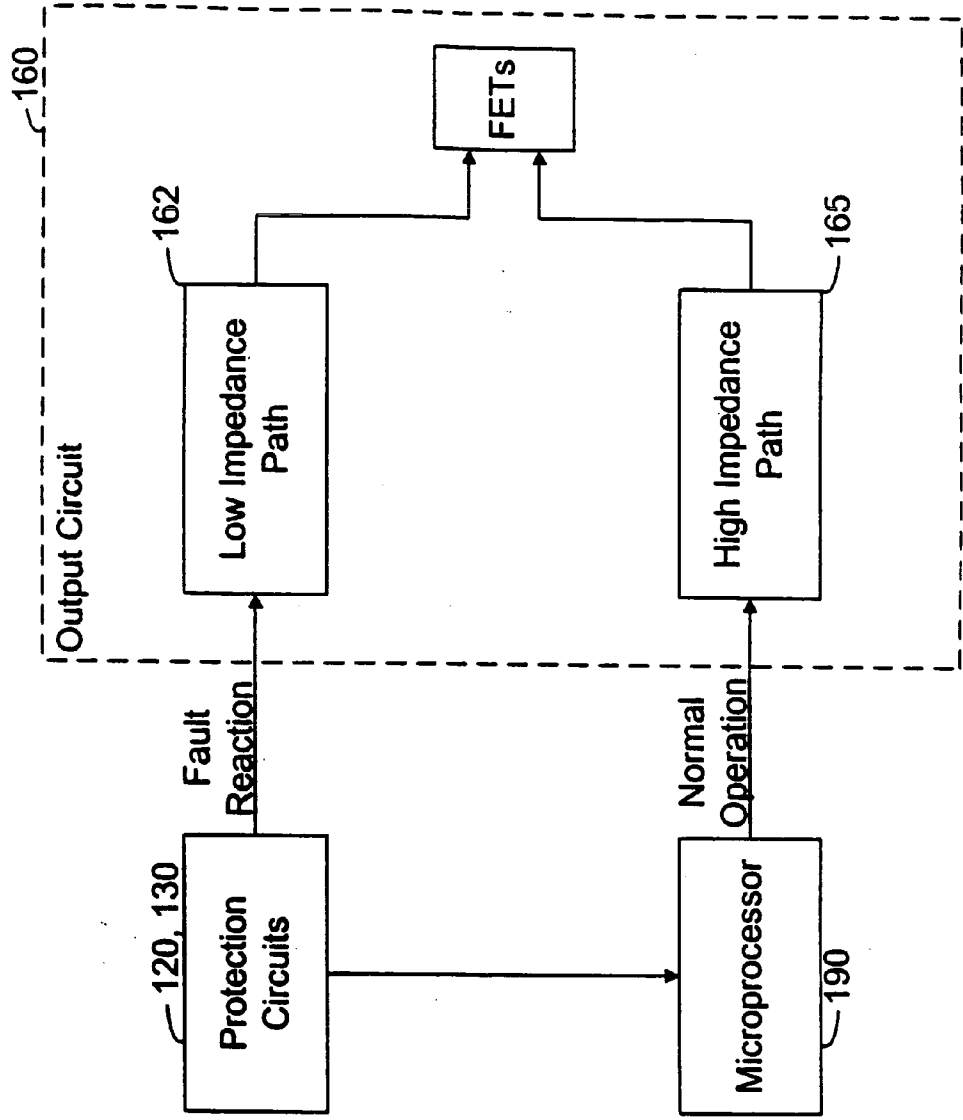 160
Output Circuit
120, 130
Protection
Circuits
Fault
Reaction
162
Low Impedance
Path
FETs
190
Microprocessor
Normal
Operation
165
High Impedance
Path